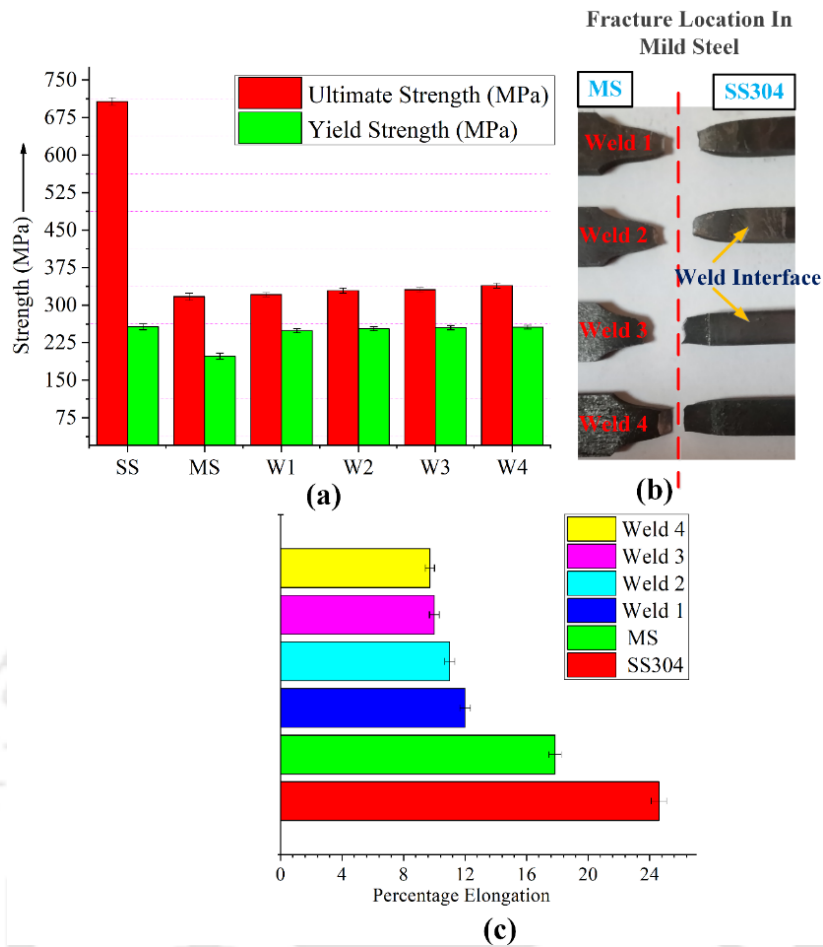 Fracture Location In
Mild Steel
MS
SS304
Weld 1
Weld 2
Weld Interface
Weld 3
Weld 4
(b)
Ultimate Strength (MPa)
Yield Strength (MPa)
Strength (MPa)
750
675
600
525
450
375
300
225
150
75
SS MS W1 W2 W3 W4
(a)
Weld 4
Weld 3
Weld 2
Weld 1
MS
SS304
0 4 8 12 16 20 24
Percentage Elongation
(c)